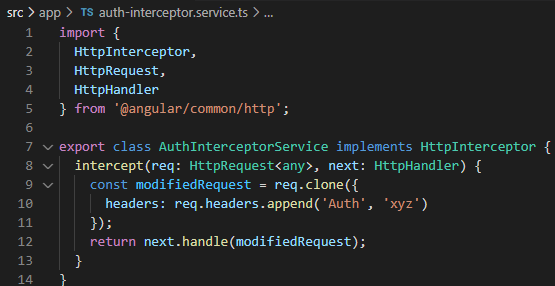 src > app > TS auth-interceptor.service.ts > ...
1 import {
2   HttpInterceptor,
3   HttpRequest,
4   HttpHandler
5 } from '@angular/common/http';
6
7 export class AuthInterceptorService implements HttpInterceptor {
8   intercept(req: HttpRequest<any>, next: HttpHandler) {
9     const modifiedRequest = req.clone({
10       headers: req.headers.append('Auth', 'xyz')
11     });
12     return next.handle(modifiedRequest);
13   }
14 }